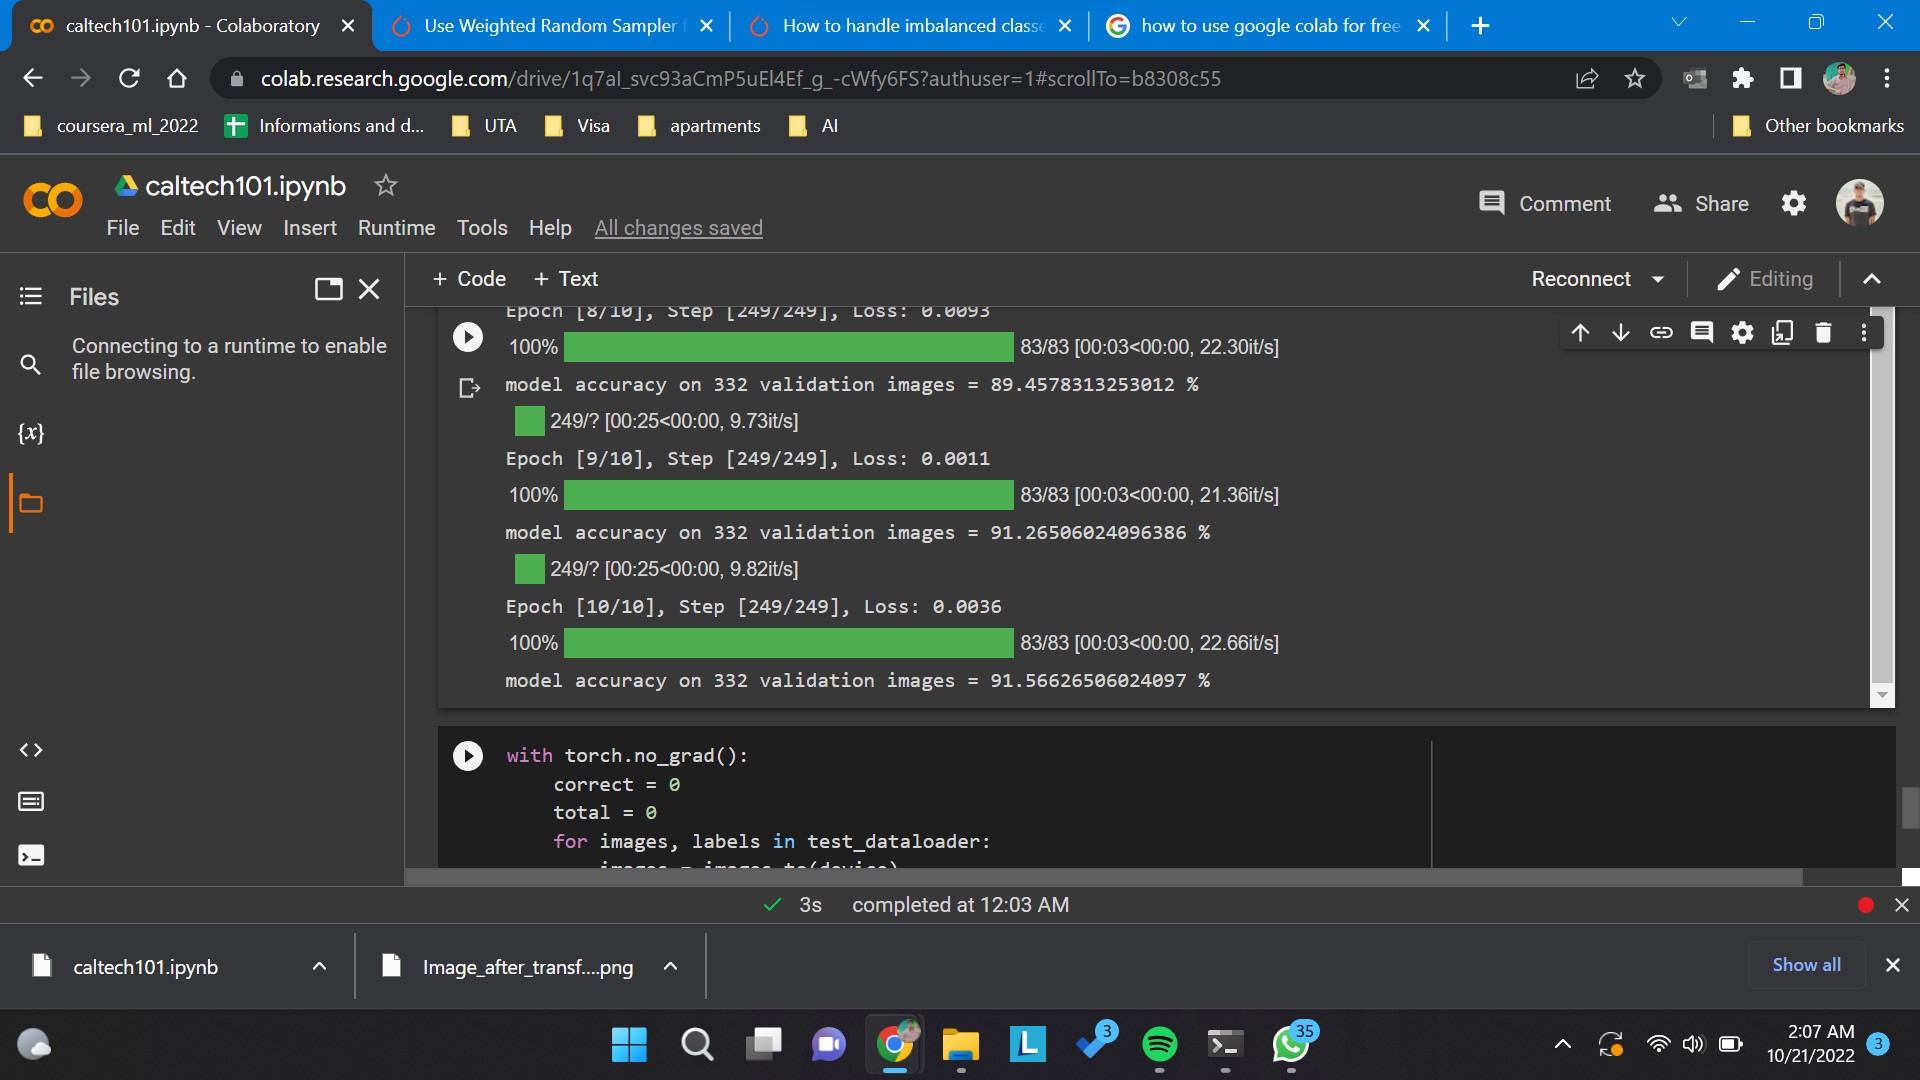 caltech101.ipynb - Colaboratory
Use Weighted Random Sampler
How to handle imbalanced classe
how to use google colab for free
colab.research.google.com/drive/1q7aI_svc93aCmP5uEl4Ef_g_-cWfy6FS?authuser=1#scrollTo=b8308c55
coursera_ml_2022
Informations and d...
UTA
Visa
apartments
AI
Other bookmarks
caltech101.ipynb
Comment
Share
File Edit View Insert Runtime Tools Help All changes saved
Files
+ Code + Text
Reconnect
Editing
Connecting to a runtime to enable
file browsing.
{x}
Epoch [8/10], Step [249/249], Loss: 0.0093
100% 83/83 [00:03<00:00, 22.30it/s]
model accuracy on 332 validation images = 89.4578313253012 %
249/? [00:25<00:00, 9.73it/s]
Epoch [9/10], Step [249/249], Loss: 0.0011
100% 83/83 [00:03<00:00, 21.36it/s]
model accuracy on 332 validation images = 91.26506024096386 %
249/? [00:25<00:00, 9.82it/s]
Epoch [10/10], Step [249/249], Loss: 0.0036
100% 83/83 [00:03<00:00, 22.66it/s]
model accuracy on 332 validation images = 91.56626506024097 %
with torch.no_grad():
correct = 0
total = 0
for images, labels in test_dataloader:
images = images.to(device)
3s completed at 12:03 AM
caltech101.ipynb
Image_after_transf....png
Show all
L
3
35
2:07 AM
10/21/2022
3